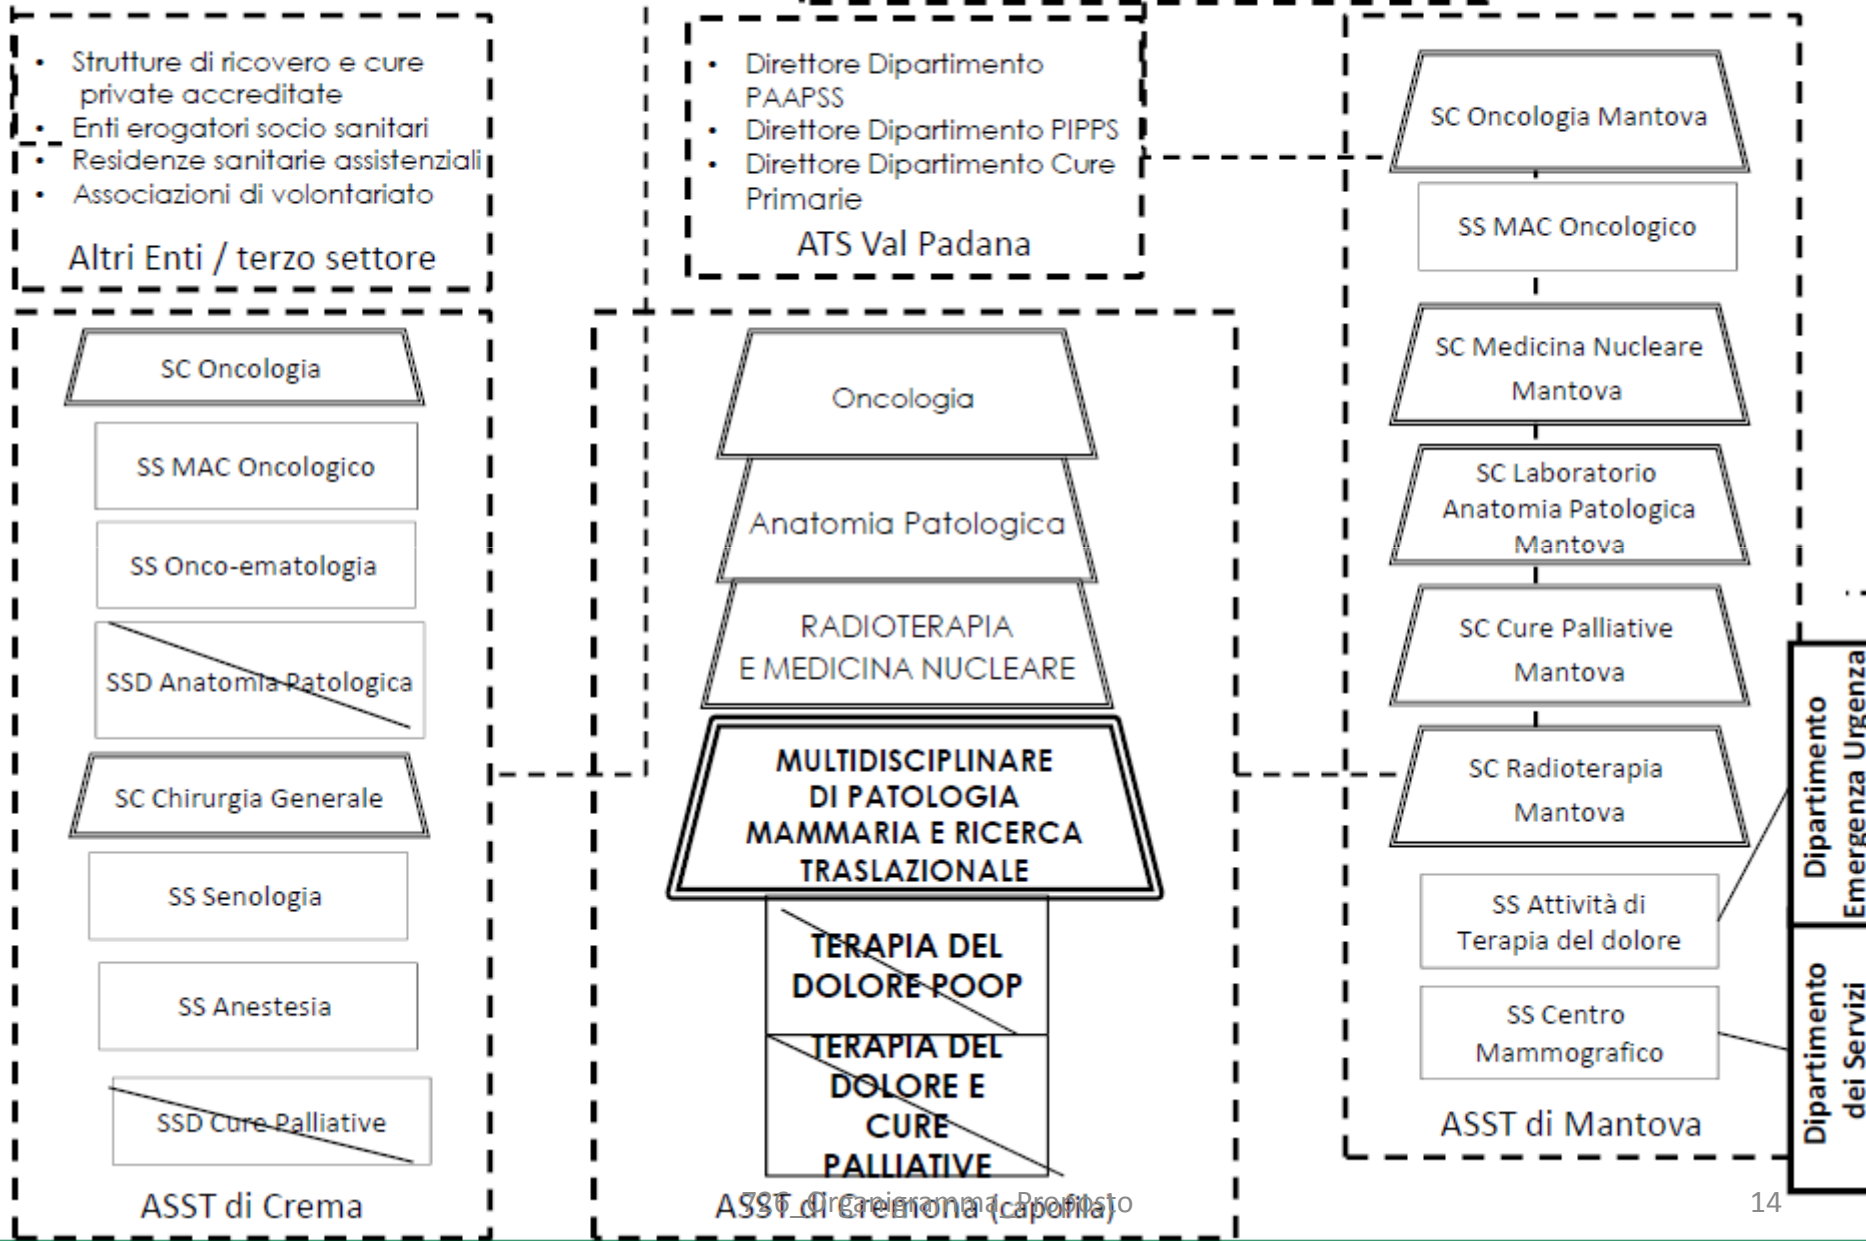 • Strutture di ricovero e cure
private accreditate
• Enti erogatori socio sanitari
• Residenze sanitarie assistenziali
• Associazioni di volontariato
Altri Enti / terzo settore
• Direttore Dipartimento
PAAPSS
• Direttore Dipartimento PIPPS
• Direttore Dipartimento Cure
Primarie
ATS Val Padana
SC Oncologia
SS MAC Oncologico
SS Onco-ematologia
SSD Anatomia Patologica
SC Chirurgia Generale
SS Senologia
SS Anestesia
SSD Cure Palliative
ASST di Crema
Oncologia
Anatomia Patologica
RADIOTERAPIA
E MEDICINA NUCLEARE
MULTIDISCIPLINARE
DI PATOLOGIA
MAMMARIA E RICERCA
TRASLAZIONALE
TERAPIA DEL
DOLORE POOP
TERAPIA DEL
DOLORE E
CURE
PALLIATIVE
ASST di Cremona (capofila)
726_Organigramma_Proposto
SC Oncologia Mantova
SS MAC Oncologico
SC Medicina Nucleare
Mantova
SC Laboratorio
Anatomia Patologica
Mantova
SC Cure Palliative
Mantova
SC Radioterapia
Mantova
SS Attività di
Terapia del dolore
SS Centro
Mammografico
ASST di Mantova
Dipartimento
Emergenza Urgenza
Dipartimento
dei Servizi
14